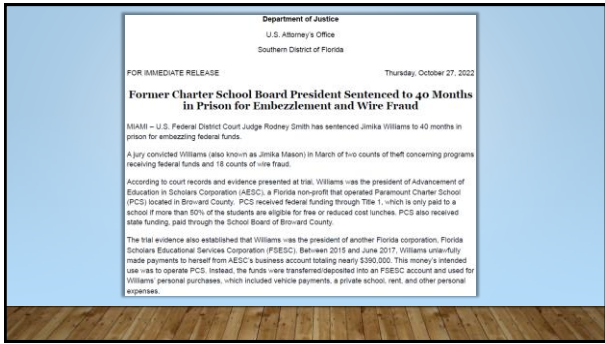 Department of Justice
U.S. Attorney's Office
Southern District of Florida
FOR IMMEDIATE RELEASE Thursday, October 27, 2022
Former Charter School Board President Sentenced to 40 Months
in Prison for Embezzlement and Wire Fraud
MIAMI – U.S. Federal District Court Judge Rodney Smith has sentenced Jimika Williams to 40 months in
prison for embezzling federal funds.
A jury convicted Williams (also known as Jimika Mason) in March of two counts of theft concerning programs
receiving federal funds and 18 counts of wire fraud.
According to court records and evidence presented at trial, Williams was the president of Advancement of
Education in Scholars Corporation (AESC), a Florida non-profit that operated Paramount Charter School
(PCS) located in Broward County. PCS received federal funding through Title 1, which is only paid to a
school if more than 50% of the students are eligible for free or reduced cost lunches. PCS also received
state funding, paid through the School Board of Broward County.
The trial evidence also established that Williams was the president of another Florida corporation, Florida
Scholars Educational Services Corporation (FSESC). Between 2015 and June 2017, Williams unlawfully
made payments to herself from AESC's business account totaling nearly $390,000. This money's intended
use was to operate PCS. Instead, the funds were transferred/deposited into an FSESC account and used for
Williams' personal purchases, which included vehicle payments, a private school, rent, and other personal
expenses.